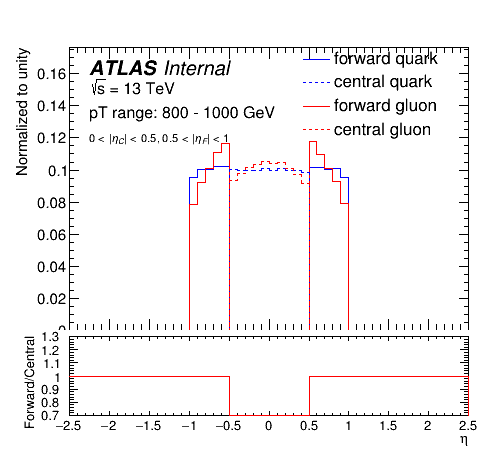 Normalized to unity
ATLAS Internal
√s = 13 TeV
pT range: 800 - 1000 GeV
0 < |η_C| < 0.5, 0.5 < |η_F| < 1
forward quark
central quark
forward gluon
central gluon
0.16
0.14
0.12
0.1
0.08
0.06
0.04
0.02
0
Forward/Central
1.3
1.2
1.1
1
0.9
0.8
0.7
−2.5 −2 −1.5 −1 −0.5 0 0.5 1 1.5 2 2.5
η